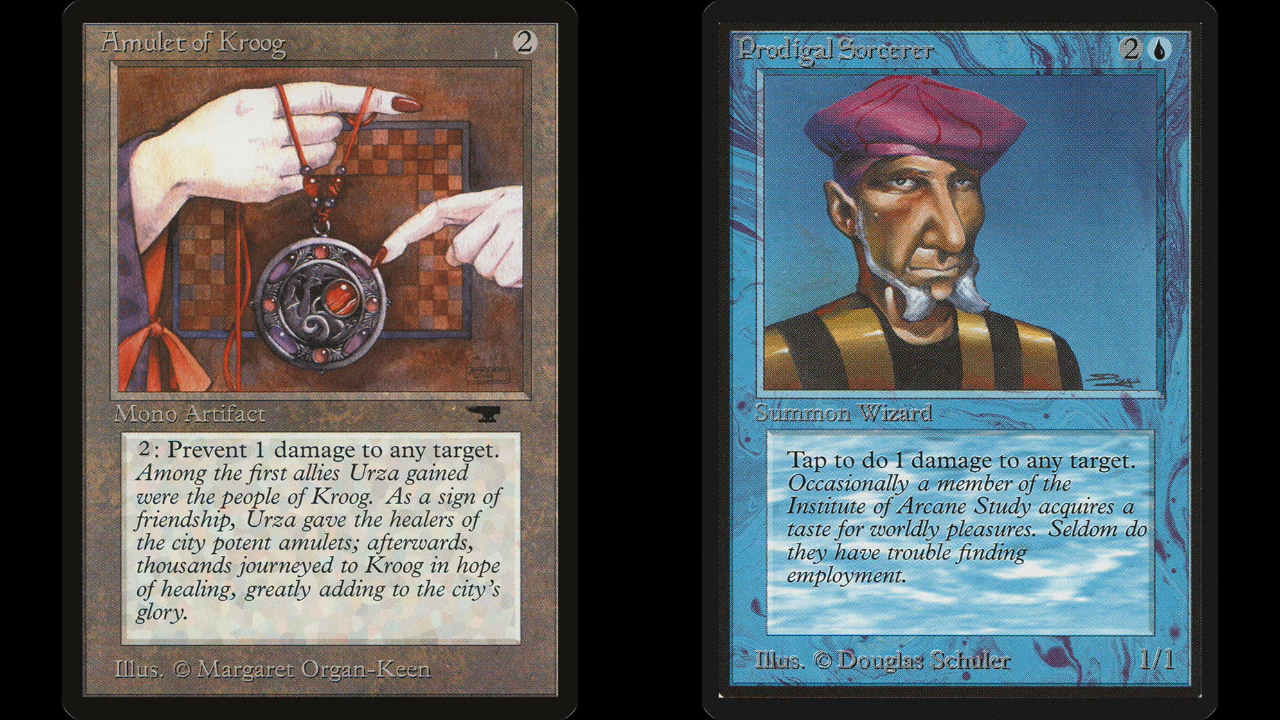 Amulet of Kroog 2
Mono Artifact
2: Prevent 1 damage to any target.
Among the first allies Urza gained
were the people of Kroog. As a sign of
friendship, Urza gave the healers of
the city potent amulets; afterwards,
thousands journeyed to Kroog in hope
of healing, greatly adding to the city's
glory.
Illus. © Margaret Organ-Keen
Prodigal Sorcerer 2
Summon Wizard
Tap to do 1 damage to any target.
Occasionally a member of the
Institute of Arcane Study acquires a
taste for worldly pleasures. Seldom do
they have trouble finding
employment.
Illus. © Douglas Schuler 1/1